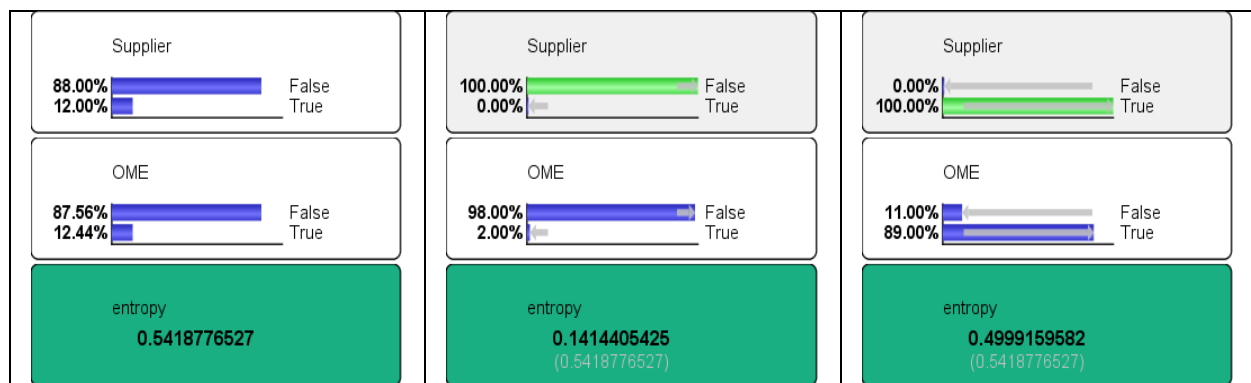 Supplier
88.00% False
12.00% True
OME
87.56% False
12.44% True
entropy
0.5418776527
Supplier
100.00% False
0.00% True
OME
98.00% False
2.00% True
entropy
0.1414405425
(0.5418776527)
Supplier
0.00% False
100.00% True
OME
11.00% False
89.00% True
entropy
0.4999159582
(0.5418776527)